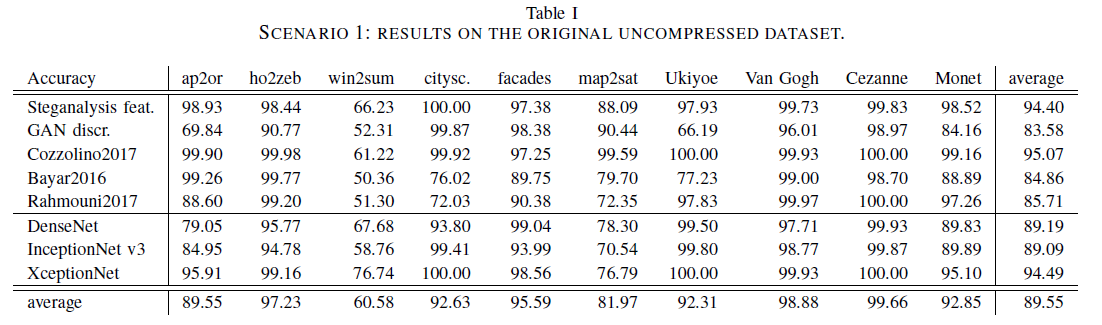 Table I
SCENARIO 1: RESULTS ON THE ORIGINAL UNCOMPRESSED DATASET.
Accuracy ap2or ho2zeb win2sum citysc. facades map2sat Ukiyoe Van Gogh Cezanne Monet average
Steganalysis feat. 98.93 98.44 66.23 100.00 97.38 88.09 97.93 99.73 99.83 98.52 94.40
GAN discr. 69.84 90.77 52.31 99.87 98.38 90.44 66.19 96.01 98.97 84.16 83.58
Cozzolino2017 99.90 99.98 61.22 99.92 97.25 99.59 100.00 99.93 100.00 99.16 95.07
Bayar2016 99.26 99.77 50.36 76.02 89.75 79.70 77.23 99.00 98.70 88.89 84.86
Rahmouni2017 88.60 99.20 51.30 72.03 90.38 72.35 97.83 99.97 100.00 97.26 85.71
DenseNet 79.05 95.77 67.68 93.80 99.04 78.30 99.50 97.71 99.93 89.83 89.19
InceptionNet v3 84.95 94.78 58.76 99.41 93.99 70.54 99.80 98.77 99.87 89.89 89.09
XceptionNet 95.91 99.16 76.74 100.00 98.56 76.79 100.00 99.93 100.00 95.10 94.49
average 89.55 97.23 60.58 92.63 95.59 81.97 92.31 98.88 99.66 92.85 89.55